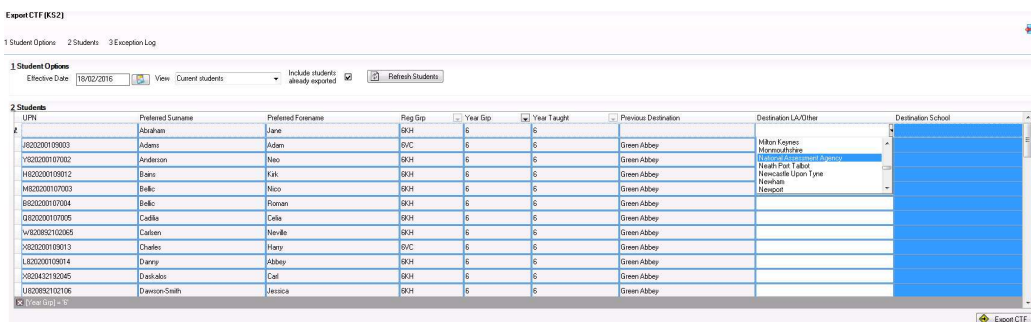 Export CTF (KS2)
1 Student Options 2 Students 3 Exception Log
1 Student Options
Effective Date 18/02/2016 View Current students Include students already exported Refresh Students
2 Students
UPN Preferred Surname Preferred Forename Reg Grp Year Grp Year Taught Previous Destination Destination LA/Other Destination School
Abraham Jane 6KH 6 6
J820200109003 Adams Adam 6VC 6 6 Green Abbey
Y820200107002 Anderson Neo 6KH 6 6 Green Abbey
H820200109012 Bains Kirk 6KH 6 6 Green Abbey
M820200107003 Bellic Nico 6KH 6 6 Green Abbey
B820200107004 Bellic Roman 6KH 6 6 Green Abbey
Q820200107005 Cadilia Celia 6KH 6 6 Green Abbey
W820892102065 Carlsen Neville 6KH 6 6 Green Abbey
X820200109013 Charles Harry 6VC 6 6 Green Abbey
L820200109014 Danny Abbey 6KH 6 6 Green Abbey
X820432192045 Daskalos Carl 6KH 6 6 Green Abbey
U820892102106 Dawson-Smith Jessica 6KH 6 6 Green Abbey
Milton Keynes
Monmouthshire
National Assessment Agency
Neath Port Talbot
Newcastle Upon Tyne
Newham
Newport
[Year Grp] = '6'
Export CTF